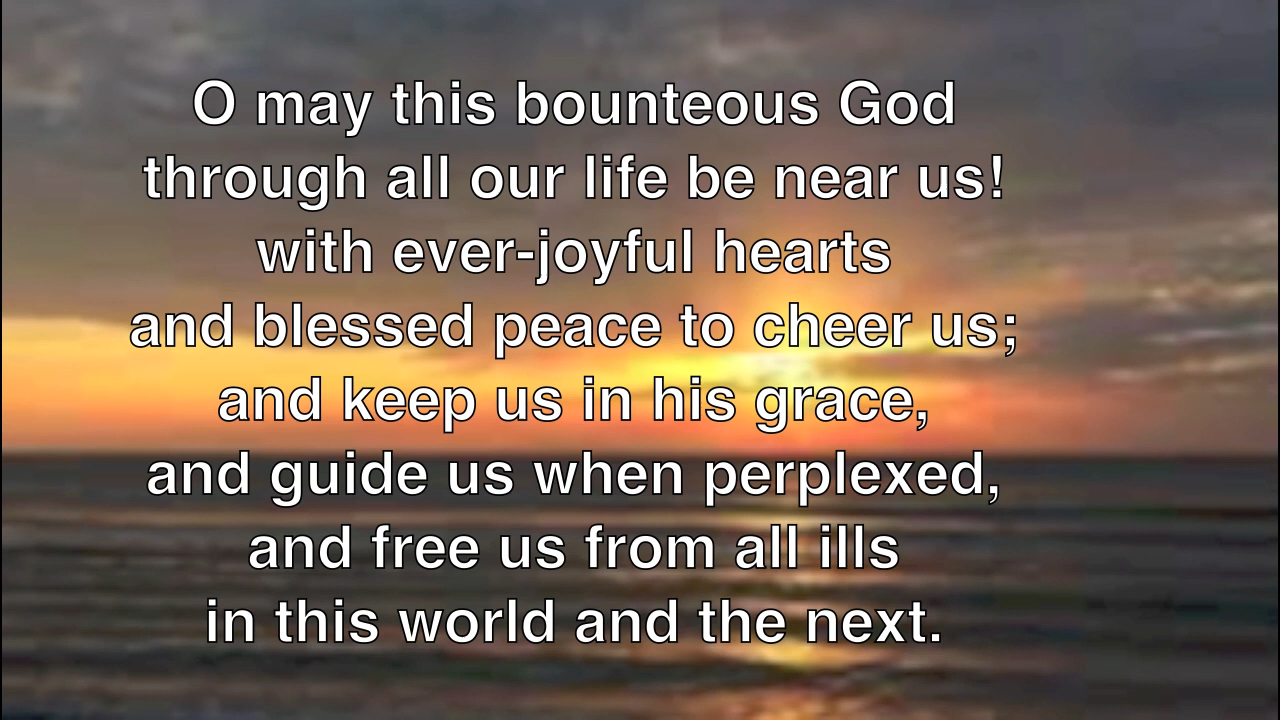 O may this bounteous God
through all our life be near us!
with ever-joyful hearts
and blessed peace to cheer us;
and keep us in his grace,
and guide us when perplexed,
and free us from all ills
in this world and the next.